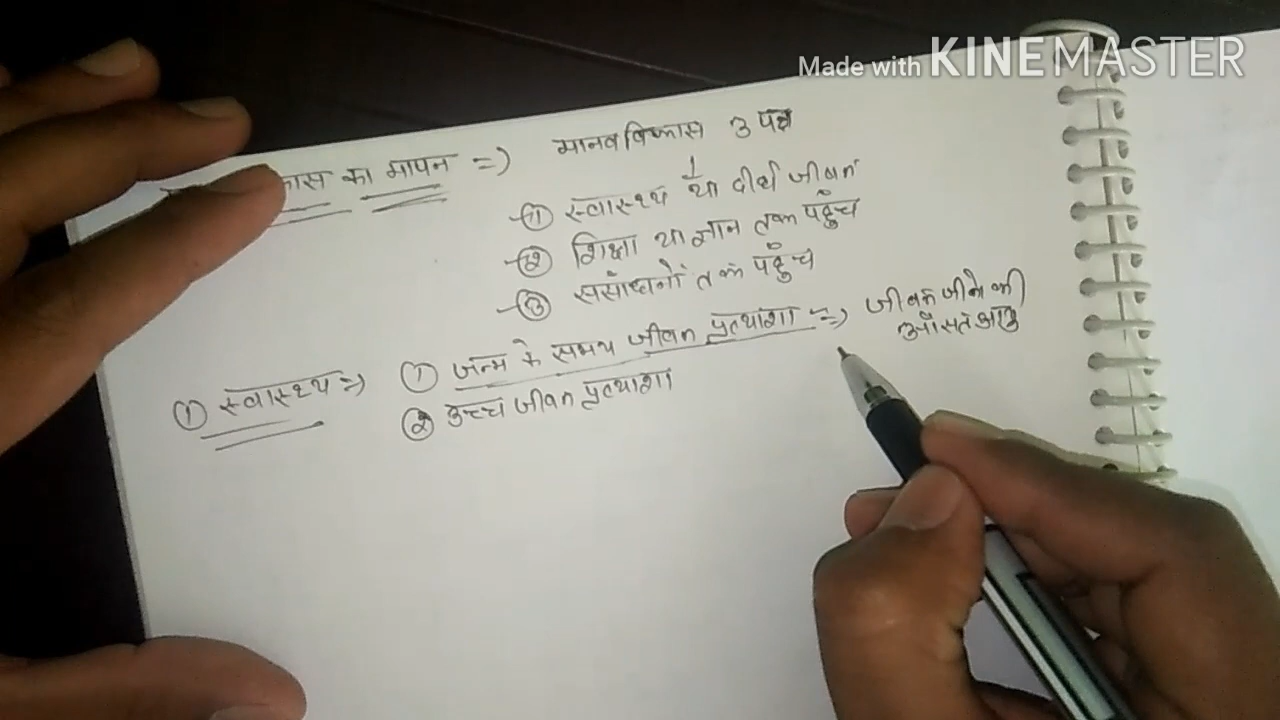 Made with KINEMASTER
का मापन => मानव विकास 3 पक्ष
① स्वास्थ्य या दीर्ध जीवन
② शिक्षा या ज्ञान तक पहुँच
③ संसाधनों तक पहुँच
① स्वास्थ्य => ① जन्म के समय जीवन प्रत्याशा => जीवन जीने की
औसत आयु
② उच्च जीवन प्रत्याशा